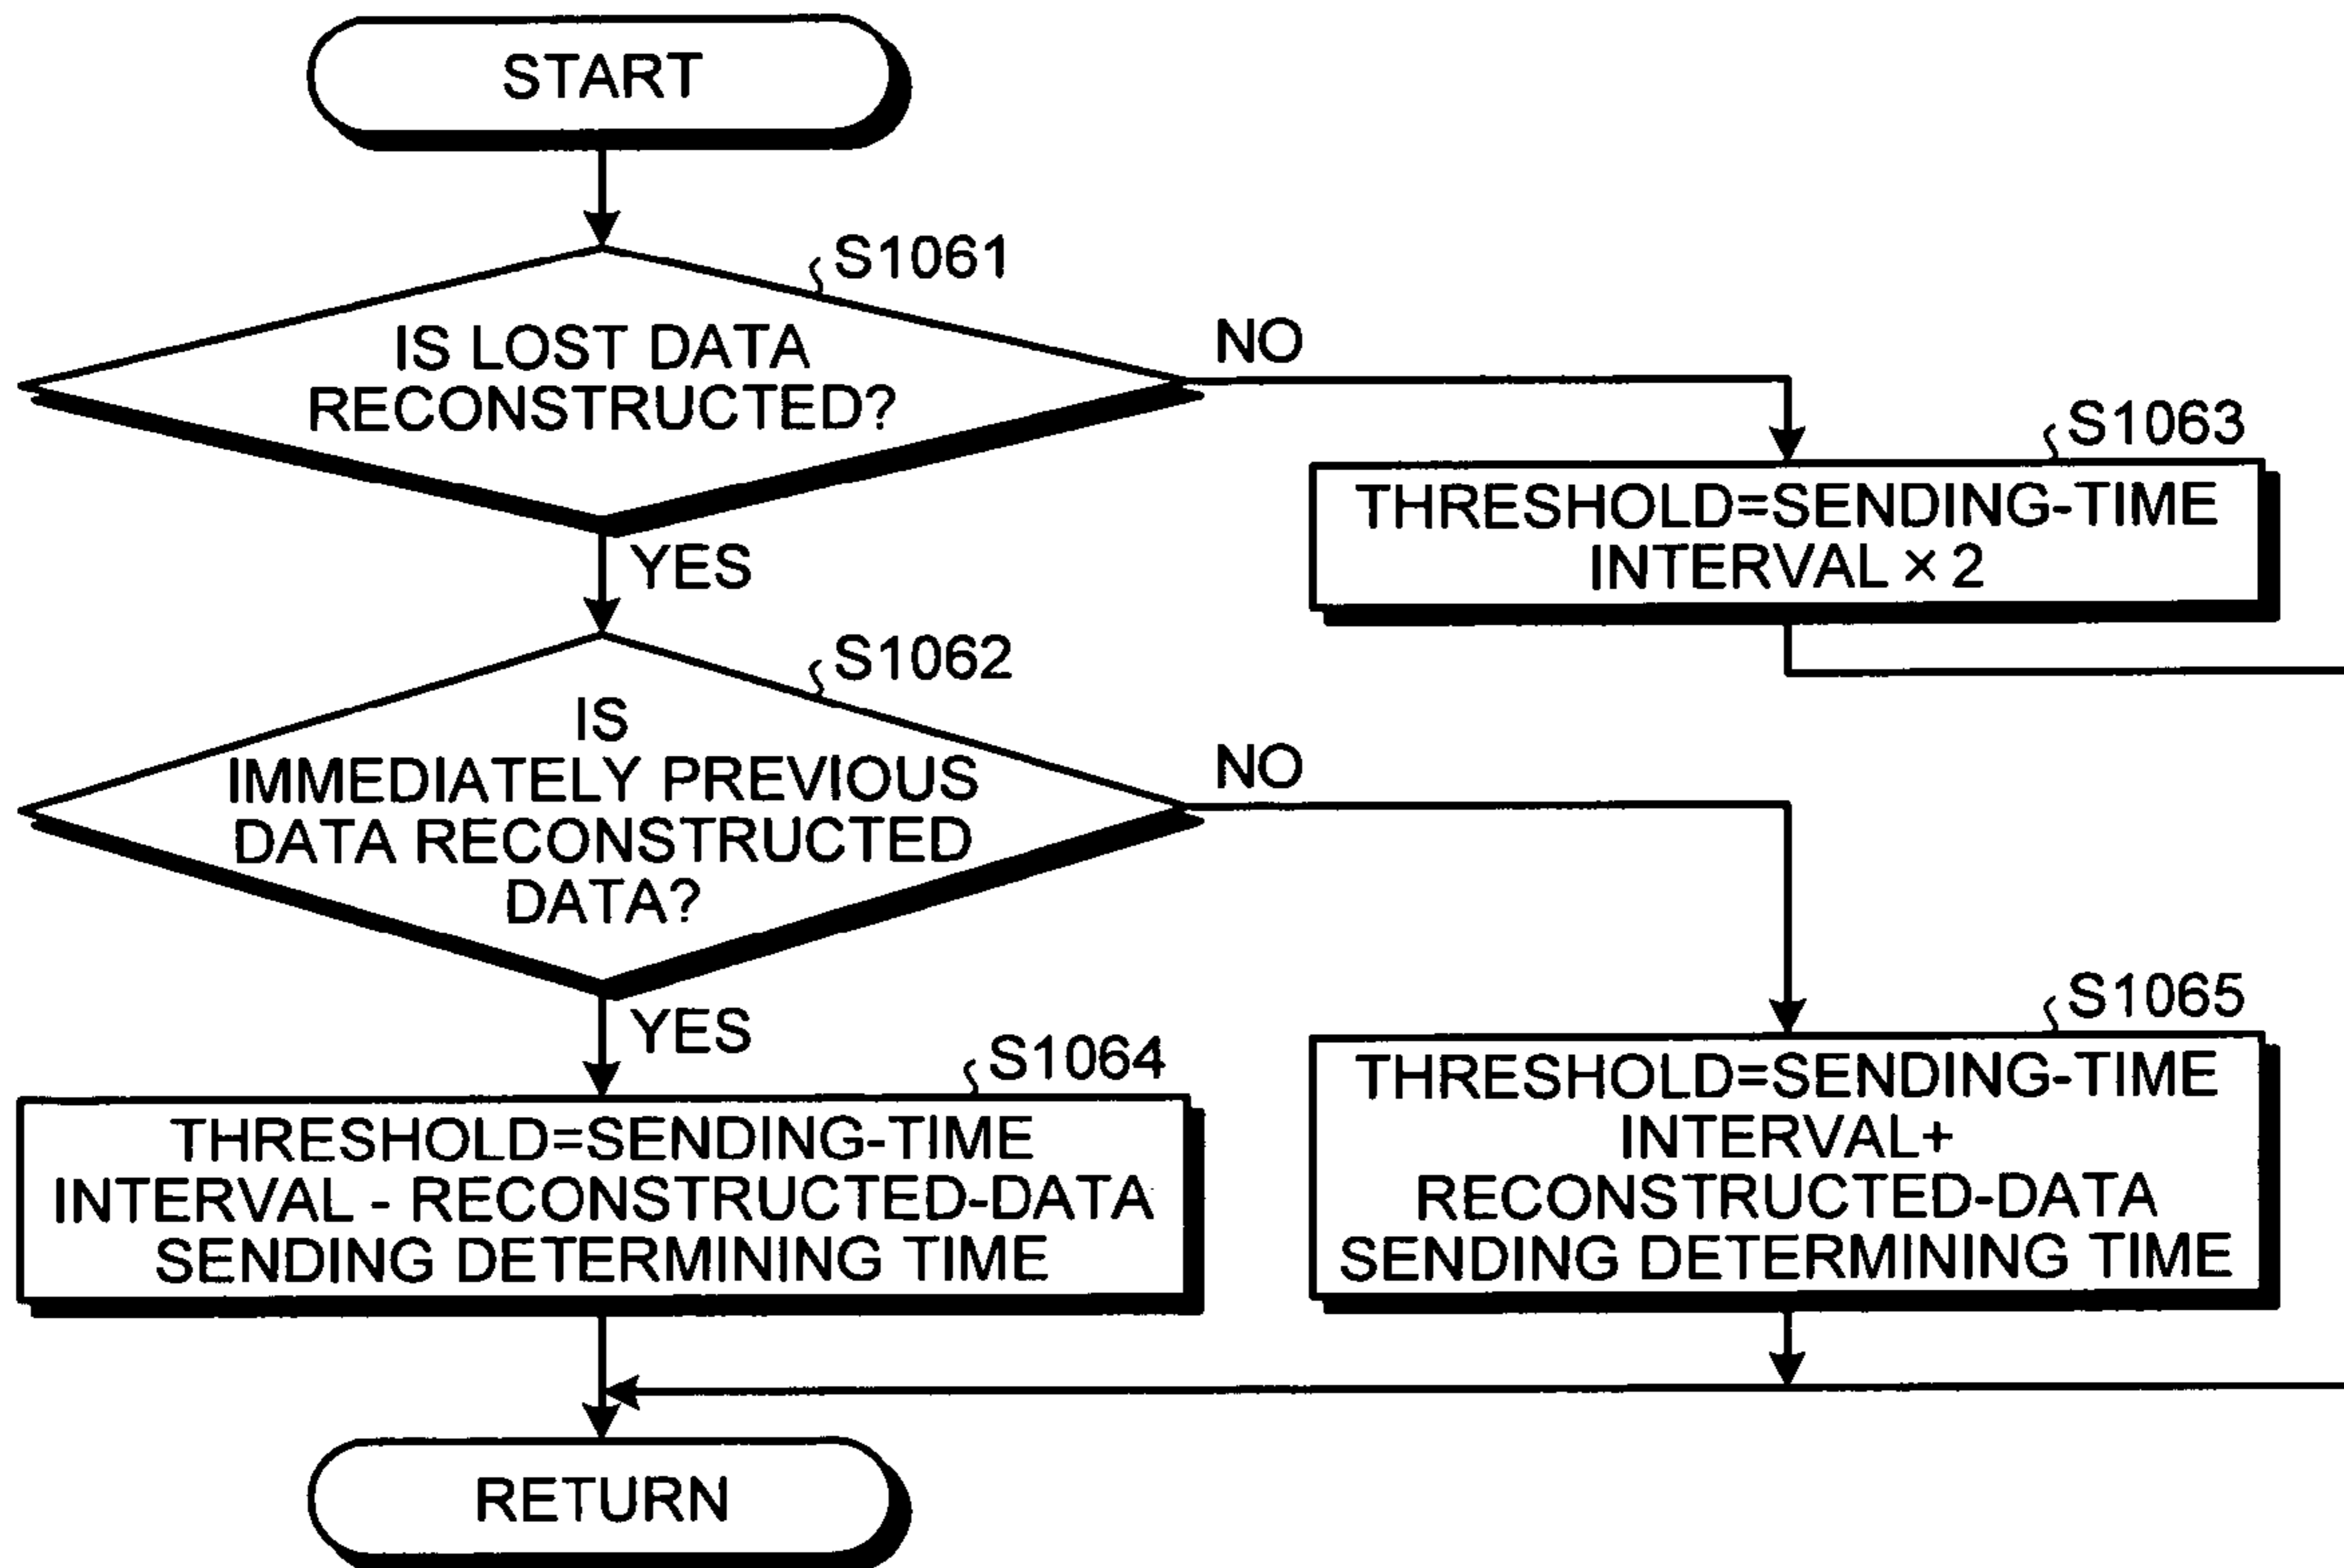 START
S1061
IS LOST DATA
RECONSTRUCTED?
NO
S1063
THRESHOLD=SENDING-TIME
INTERVAL × 2
YES
S1062
IS
IMMEDIATELY PREVIOUS
DATA RECONSTRUCTED
DATA?
NO
YES
S1064
THRESHOLD=SENDING-TIME
INTERVAL - RECONSTRUCTED-DATA
SENDING DETERMINING TIME
S1065
THRESHOLD=SENDING-TIME
INTERVAL+
RECONSTRUCTED-DATA
SENDING DETERMINING TIME
RETURN